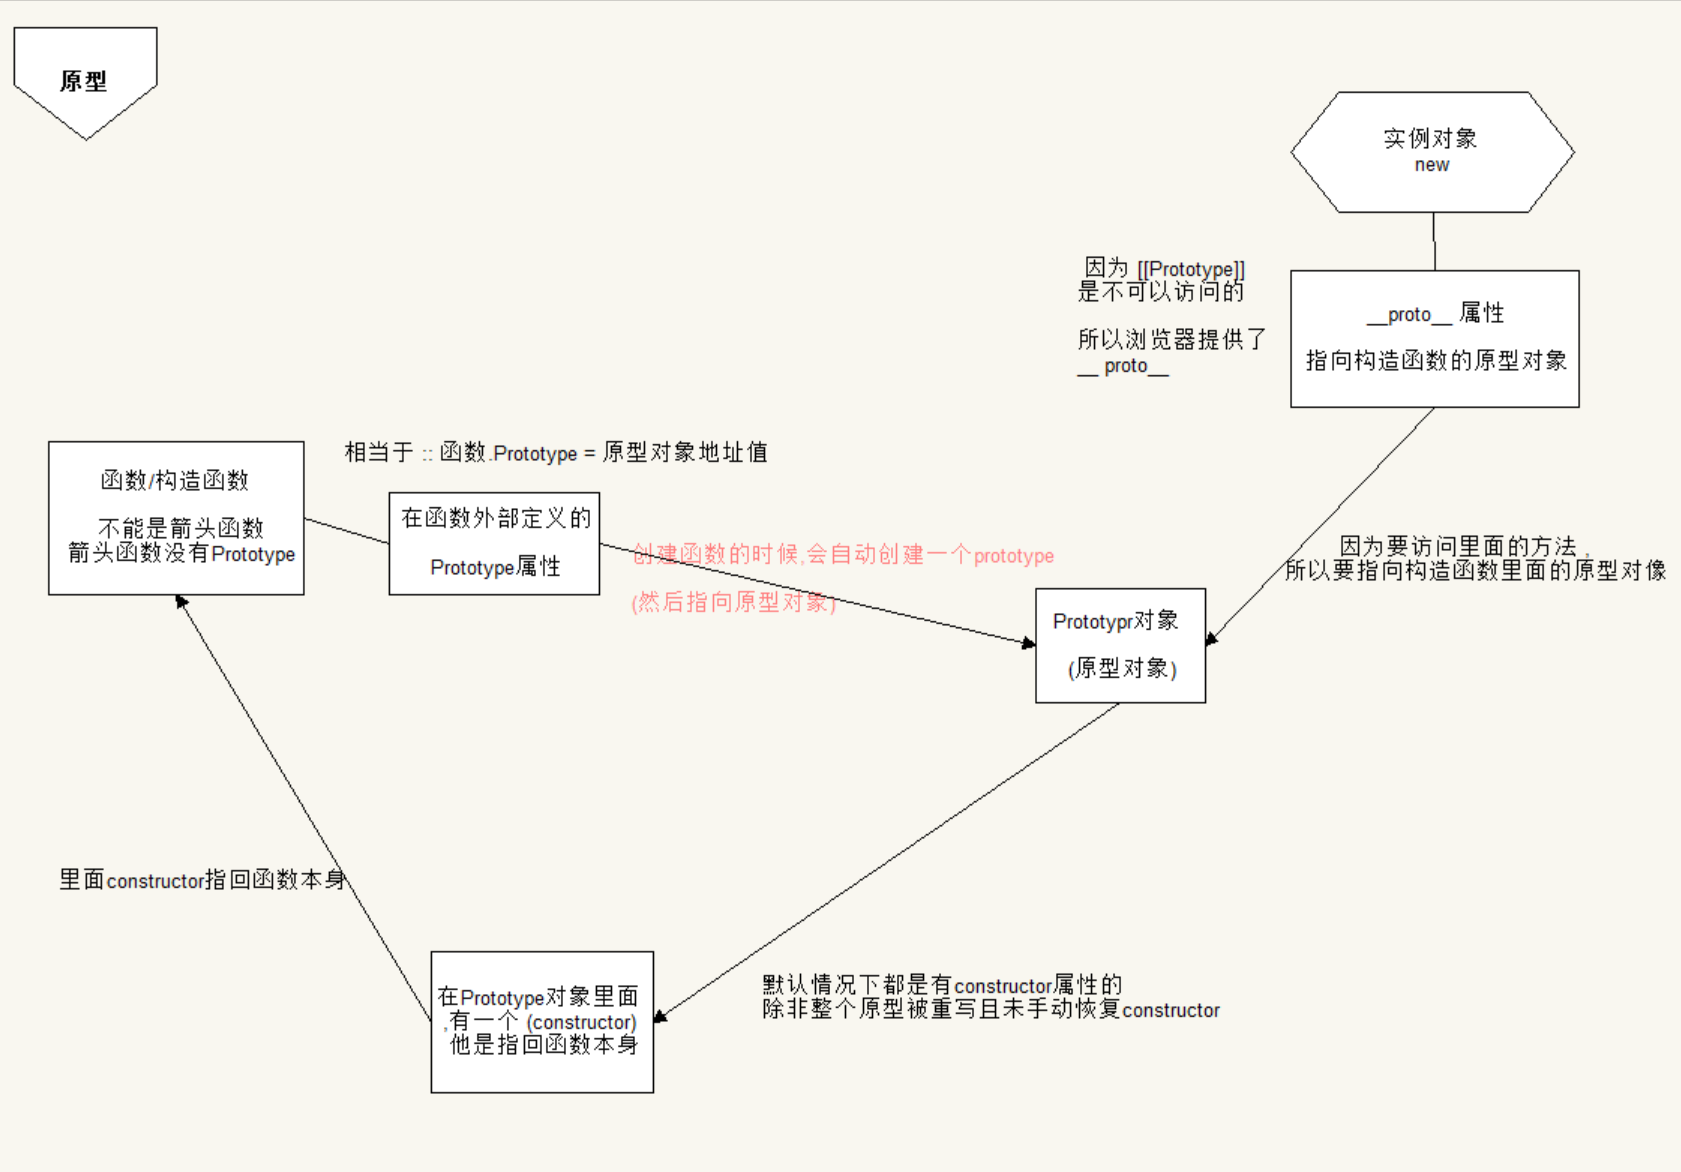 原型
实例对象
new
因为 [[Prototype]]
是不可以访问的
所以浏览器提供了
__ proto__
__proto__ 属性
指向构造函数的原型对象
函数/构造函数
不能是箭头函数
箭头函数没有Prototype
相当于 :: 函数.Prototype = 原型对象地址值
在函数外部定义的
Prototype属性
创建函数的时候,会自动创建一个prototype
(然后指向原型对象)
因为要访问里面的方法,
所以要指向构造函数里面的原型对像
Prototypr对象
(原型对象)
里面constructor指回函数本身
在Prototype对象里面
,有一个 (constructor)
他是指回函数本身
默认情况下都是有constructor属性的
除非整个原型被重写且未手动恢复constructor